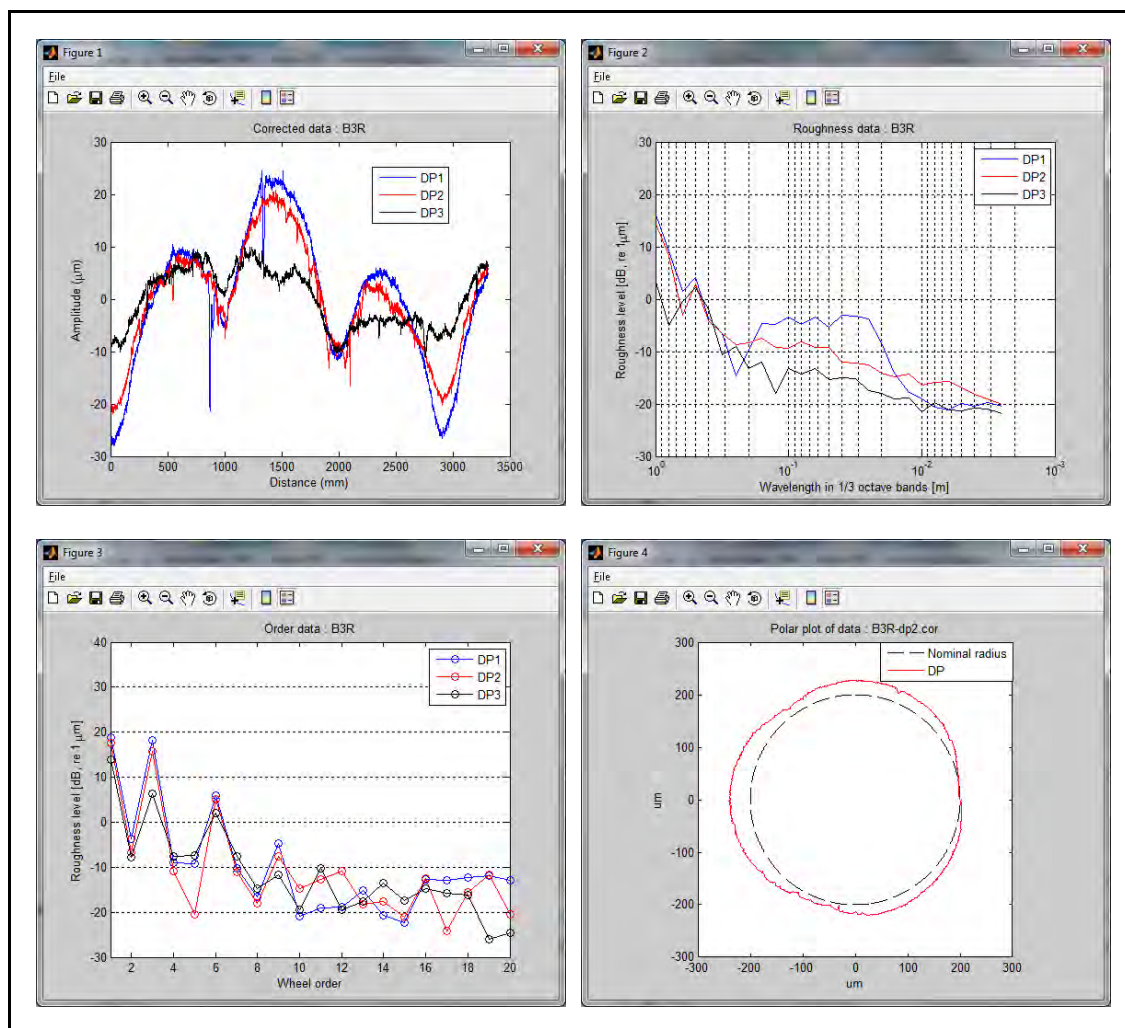 Figure 1
File
Corrected data : B3R
Amplitude (μm)
30
20
10
0
-10
-20
-30
DP1
DP2
DP3
0 500 1000 1500 2000 2500 3000 3500
Distance (mm)
Figure 2
File
Roughness data : B3R
Roughness level [dB, re 1μm]
30
20
10
0
-10
-20
-30
DP1
DP2
DP3
10^0 10^-1 10^-2 10^-3
Wavelength in 1/3 octave bands [m]
Figure 3
File
Order data : B3R
Roughness level [dB, re 1 μm]
40
30
20
10
0
-10
-20
-30
DP1
DP2
DP3
2 4 6 8 10 12 14 16 18 20
Wheel order
Figure 4
File
Polar plot of data : B3R-dp2.cor
um
300
200
100
0
-100
-200
-300
Nominal radius
DP
-300 -200 -100 0 100 200 300
um